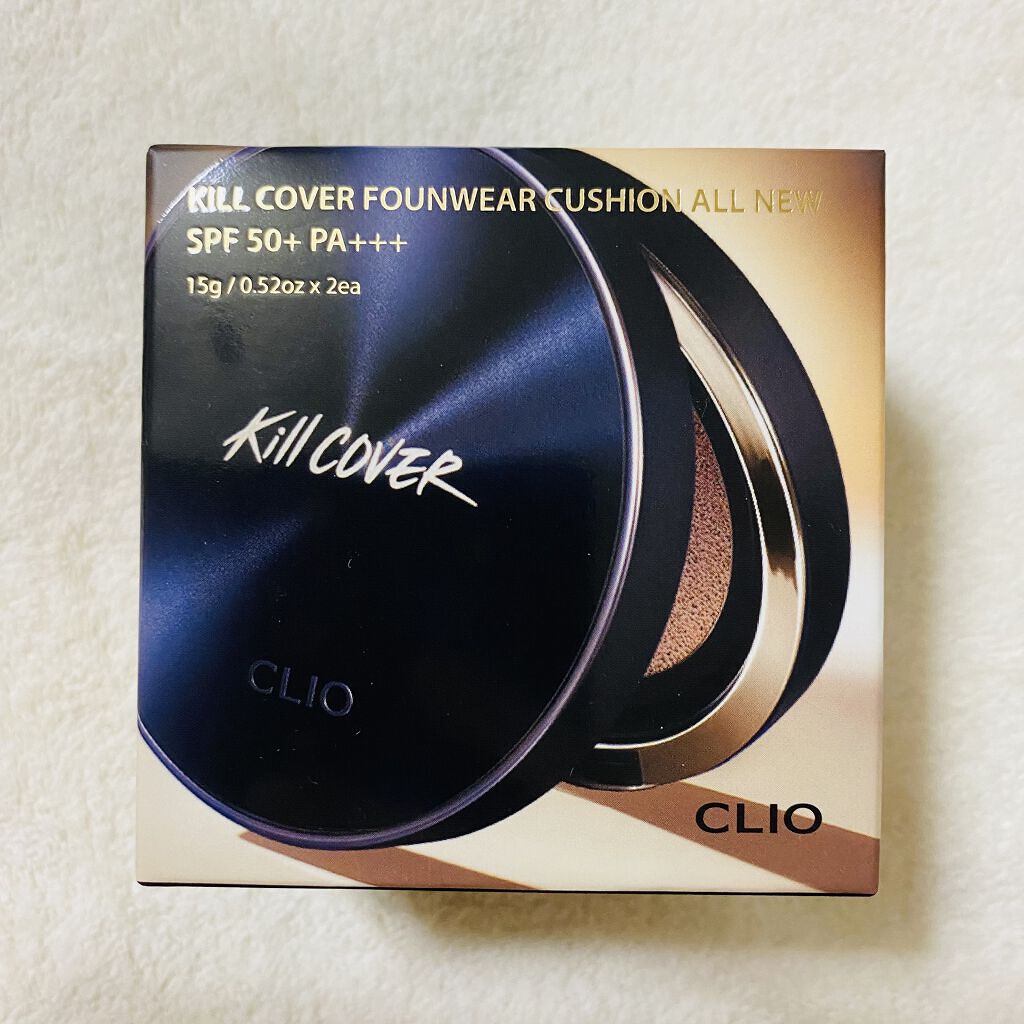 KILL COVER FOUNWEAR CUSHION ALL NEW
SPF 50+ PA+++
15g / 0.52oz x 2ea
Kill COVER
CLIO
CLIO